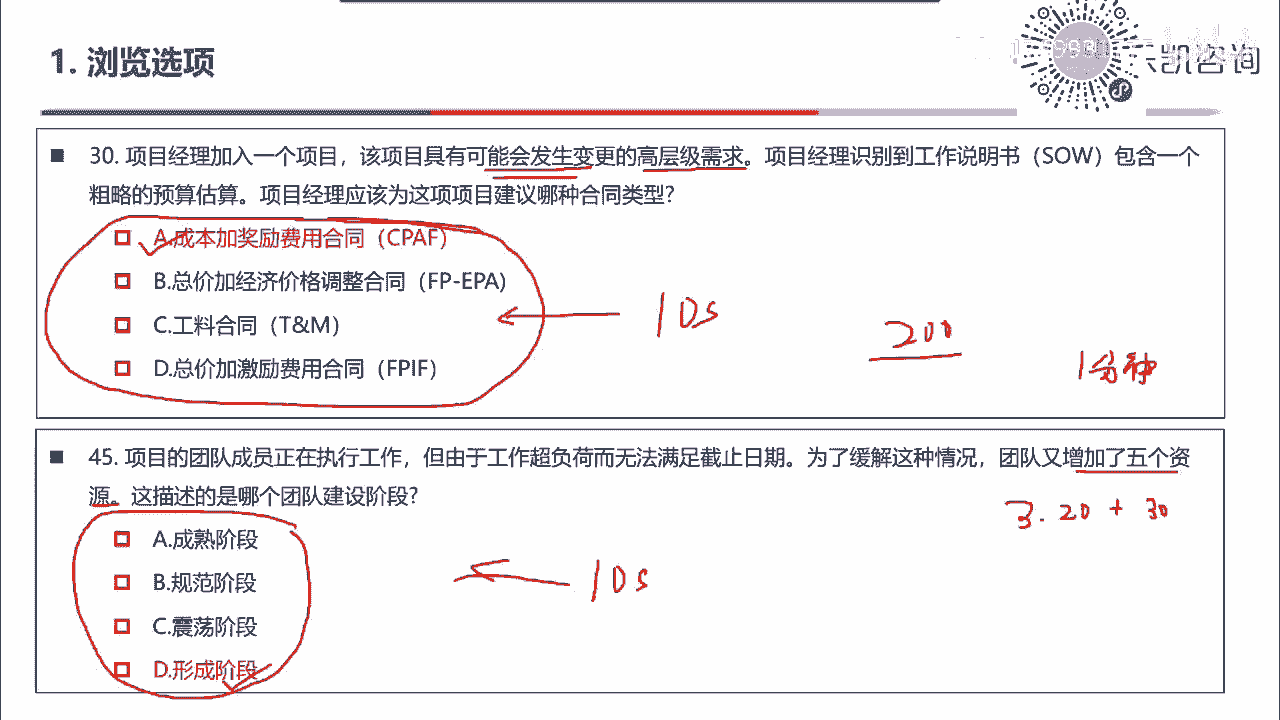 1. 浏览选项
凯咨询
■ 30. 项目经理加入一个项目，该项目具有可能会发生变更的高层级需求。项目经理识别到工作说明书（SOW）包含一个
粗略的预算估算。项目经理应该为这项项目建议哪种合同类型?
A.成本加奖励费用合同（CPAF）
B.总价加经济价格调整合同（FP-EPA)
C.工料合同（T&M）
D.总价加激励费用合同（FPIF）
10s
200
1分钟
■ 45. 项目的团队成员正在执行工作，但由于工作超负荷而无法满足截止日期。为了缓解这种情况，团队又增加了五个资
源。这描述的是哪个团队建设阶段?
A.成熟阶段
B.规范阶段
C.震荡阶段
D.形成阶段
10s
3.20 + 30